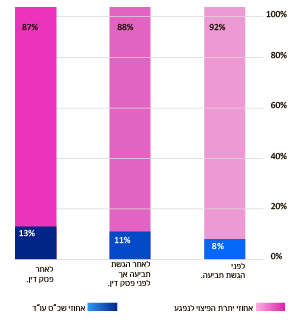 100%
80%
60%
40%
20%
0%
92%
88%
87%
8%
11%
13%
לפני
הגשת תביעה.
לאחר הגשת
תביעה אך
לפני פסק דין.
לאחר
פסק דין.
אחוזי יתרת הפיצוי לנפגע
אחוזי שכ"ט עו"ד